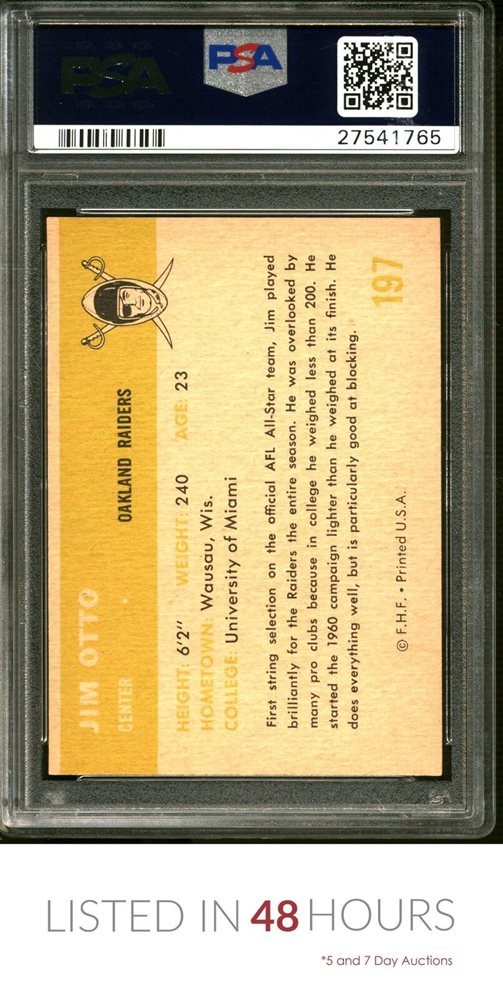 PSA
PSA
27541765
JIM OTTO
CENTER
OAKLAND RAIDERS
HEIGHT: 6'2" WEIGHT: 240 AGE: 23
HOMETOWN: Wausau, Wis.
COLLEGE: University of Miami
First string selection on the official AFL All-Star team, Jim played
brilliantly for the Raiders the entire season. He was overlooked by
many pro clubs because in college he weighed less than 200. He
started the 1960 campaign lighter than he weighed at its finish. He
does everything well, but is particularly good at blocking.
197
© F.H.F. • Printed U.S.A.
LISTED IN 48 HOURS
*5 and 7 Day Auctions